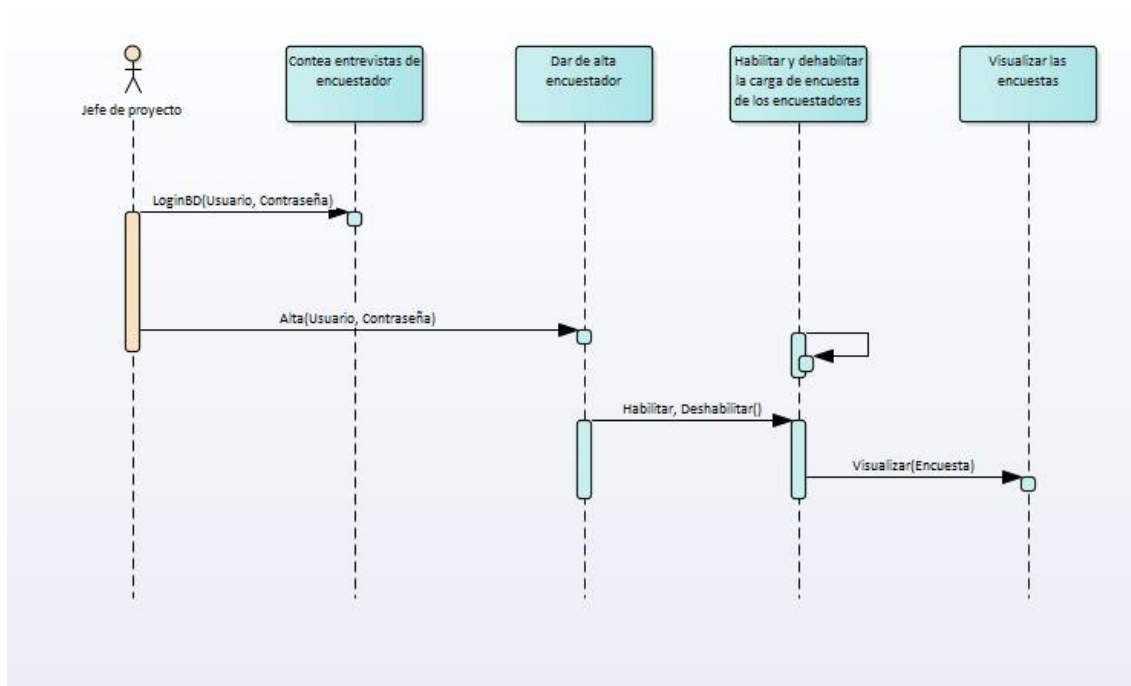 Jefe de proyecto
Contea entrevistas de
encuestador
Dar de alta
encuestador
Habilitar y dehabilitar
la carga de encuesta
de los encuestadores
Visualizar las
encuestas
LoginBD(Usuario, Contraseña)
Alta(Usuario, Contraseña)
Habilitar, Deshabilitar()
Visualizar(Encuesta)